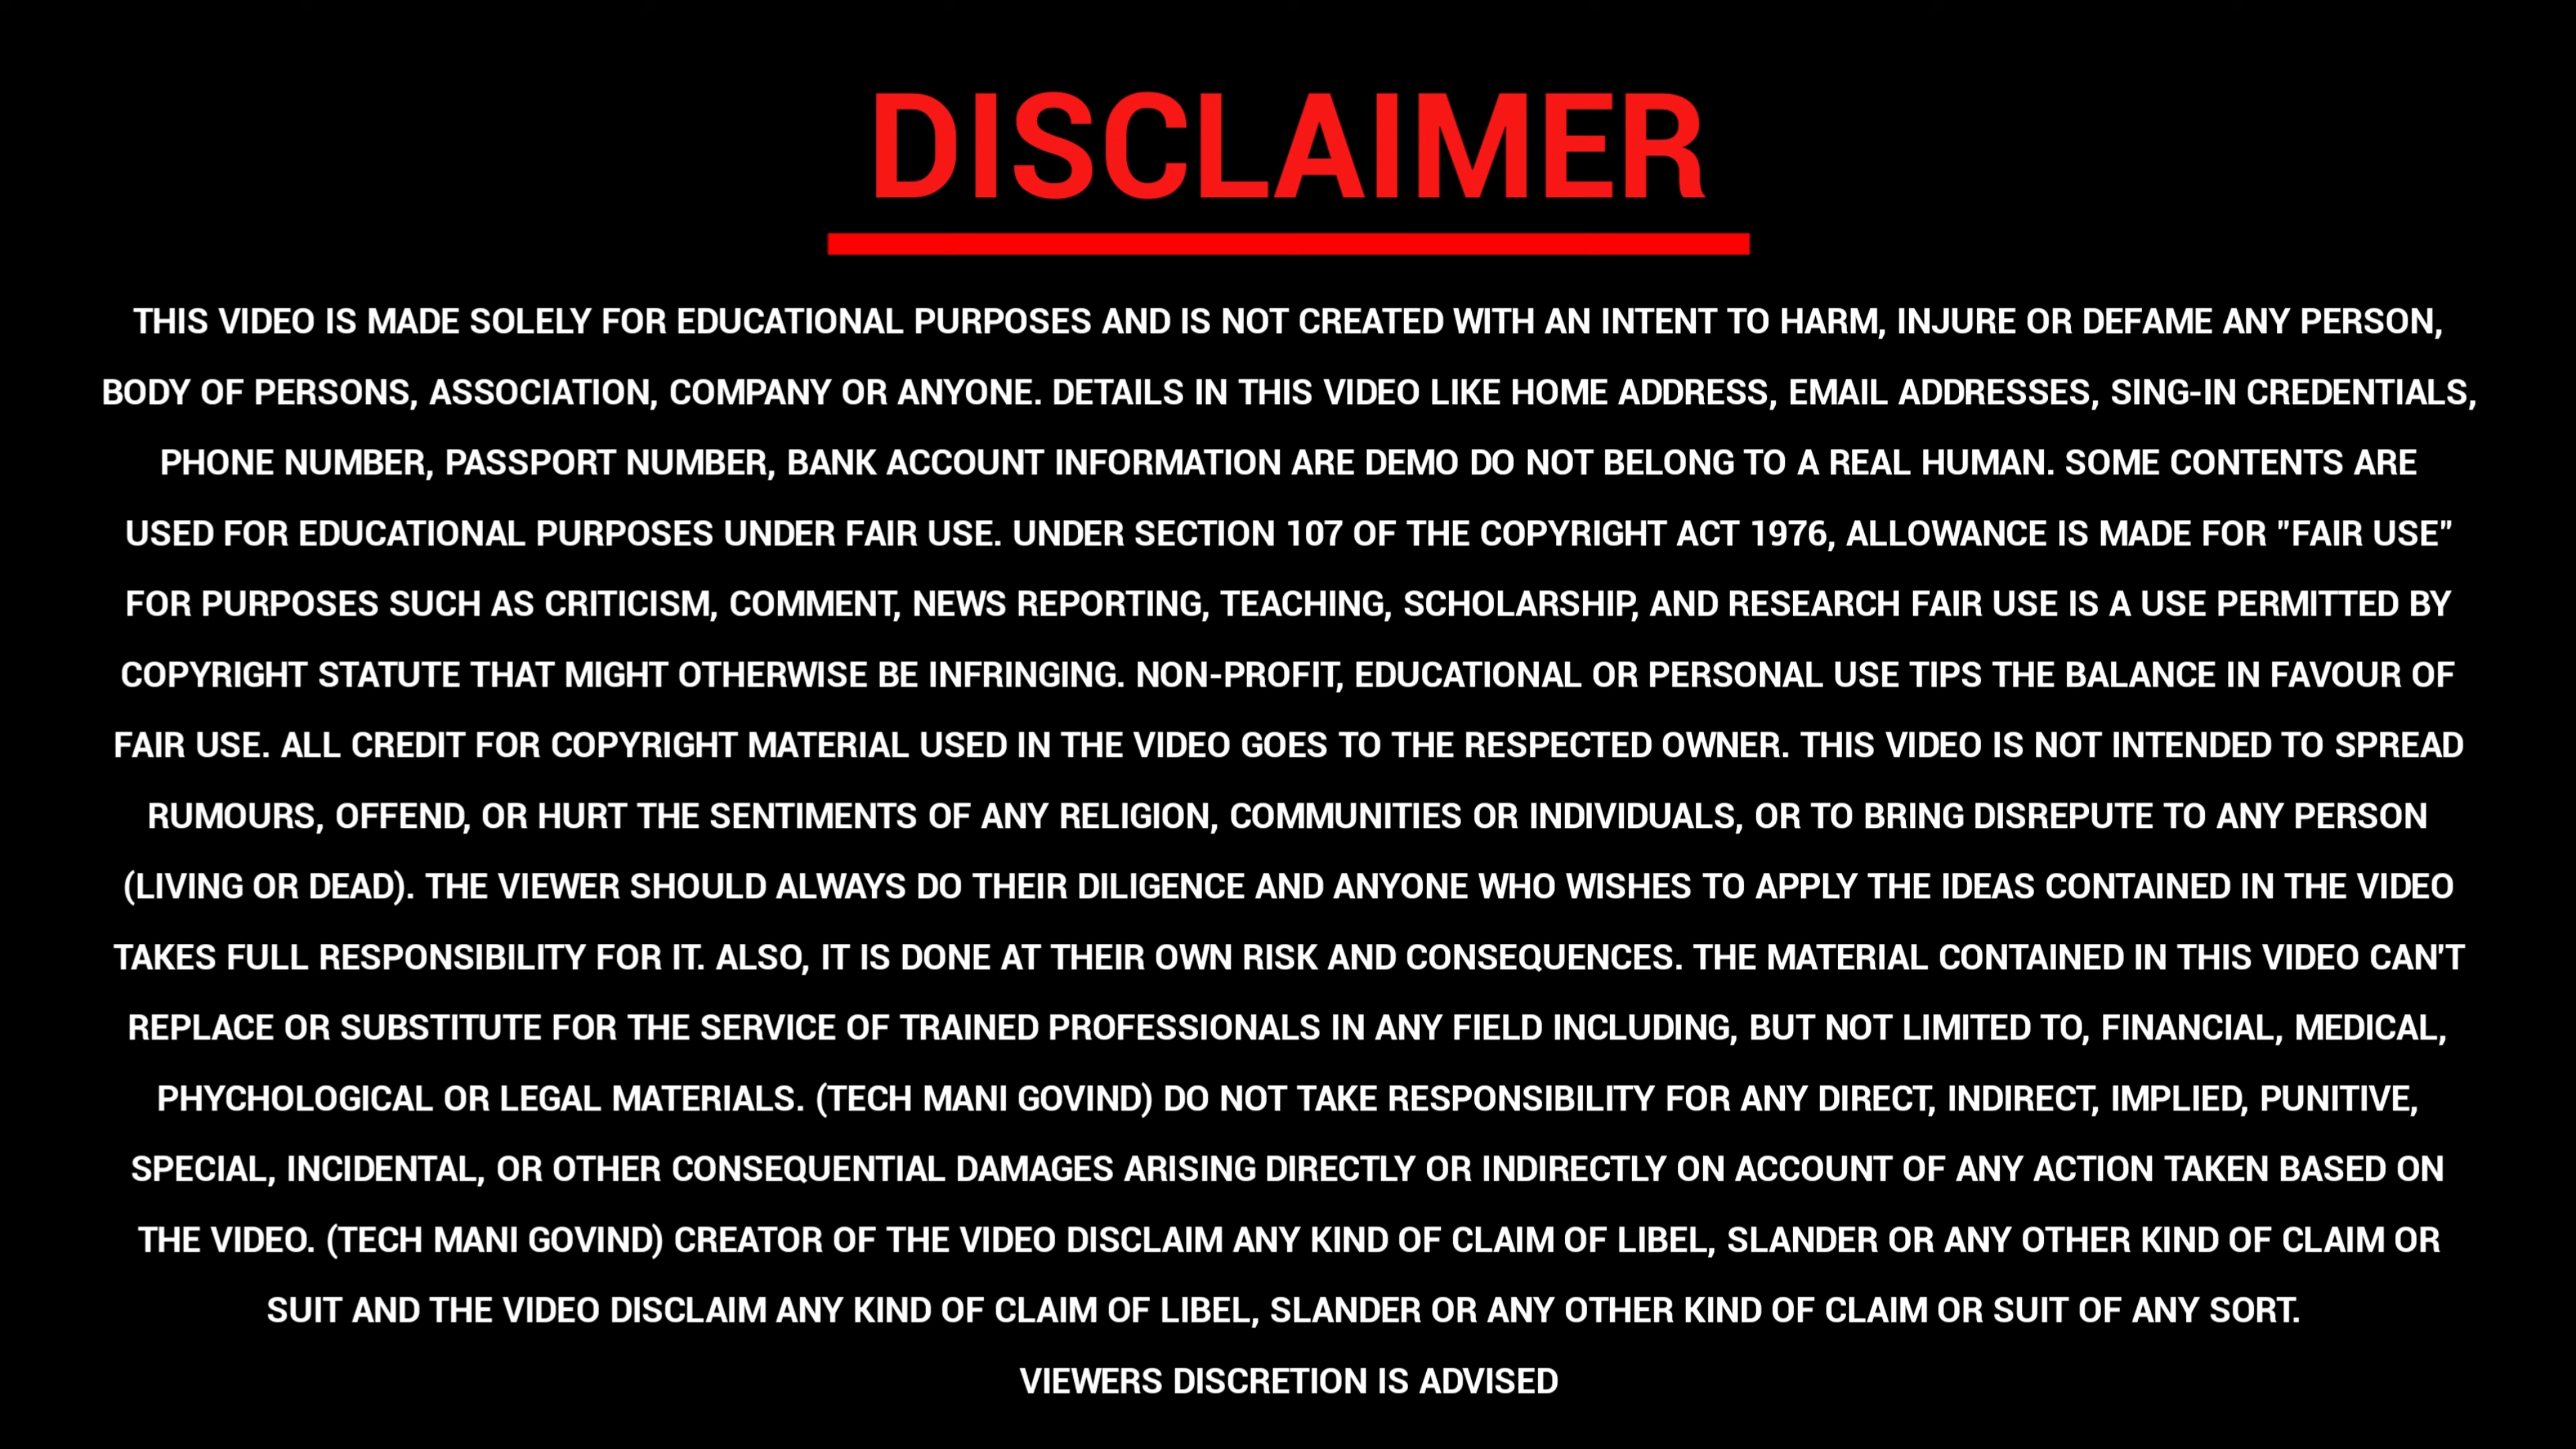 DISCLAIMER
THIS VIDEO IS MADE SOLELY FOR EDUCATIONAL PURPOSES AND IS NOT CREATED WITH AN INTENT TO HARM, INJURE OR DEFAME ANY PERSON,
BODY OF PERSONS, ASSOCIATION, COMPANY OR ANYONE. DETAILS IN THIS VIDEO LIKE HOME ADDRESS, EMAIL ADDRESSES, SING-IN CREDENTIALS,
PHONE NUMBER, PASSPORT NUMBER, BANK ACCOUNT INFORMATION ARE DEMO DO NOT BELONG TO A REAL HUMAN. SOME CONTENTS ARE
USED FOR EDUCATIONAL PURPOSES UNDER FAIR USE. UNDER SECTION 107 OF THE COPYRIGHT ACT 1976, ALLOWANCE IS MADE FOR "FAIR USE"
FOR PURPOSES SUCH AS CRITICISM, COMMENT, NEWS REPORTING, TEACHING, SCHOLARSHIP, AND RESEARCH FAIR USE IS A USE PERMITTED BY
COPYRIGHT STATUTE THAT MIGHT OTHERWISE BE INFRINGING. NON-PROFIT, EDUCATIONAL OR PERSONAL USE TIPS THE BALANCE IN FAVOUR OF
FAIR USE. ALL CREDIT FOR COPYRIGHT MATERIAL USED IN THE VIDEO GOES TO THE RESPECTED OWNER. THIS VIDEO IS NOT INTENDED TO SPREAD
RUMOURS, OFFEND, OR HURT THE SENTIMENTS OF ANY RELIGION, COMMUNITIES OR INDIVIDUALS, OR TO BRING DISREPUTE TO ANY PERSON
(LIVING OR DEAD). THE VIEWER SHOULD ALWAYS DO THEIR DILIGENCE AND ANYONE WHO WISHES TO APPLY THE IDEAS CONTAINED IN THE VIDEO
TAKES FULL RESPONSIBILITY FOR IT. ALSO, IT IS DONE AT THEIR OWN RISK AND CONSEQUENCES. THE MATERIAL CONTAINED IN THIS VIDEO CAN'T
REPLACE OR SUBSTITUTE FOR THE SERVICE OF TRAINED PROFESSIONALS IN ANY FIELD INCLUDING, BUT NOT LIMITED TO, FINANCIAL, MEDICAL,
PHYCHOLOGICAL OR LEGAL MATERIALS. (TECH MANI GOVIND) DO NOT TAKE RESPONSIBILITY FOR ANY DIRECT, INDIRECT, IMPLIED, PUNITIVE,
SPECIAL, INCIDENTAL, OR OTHER CONSEQUENTIAL DAMAGES ARISING DIRECTLY OR INDIRECTLY ON ACCOUNT OF ANY ACTION TAKEN BASED ON
THE VIDEO. (TECH MANI GOVIND) CREATOR OF THE VIDEO DISCLAIM ANY KIND OF CLAIM OF LIBEL, SLANDER OR ANY OTHER KIND OF CLAIM OR
SUIT AND THE VIDEO DISCLAIM ANY KIND OF CLAIM OF LIBEL, SLANDER OR ANY OTHER KIND OF CLAIM OR SUIT OF ANY SORT.
VIEWERS DISCRETION IS ADVISED